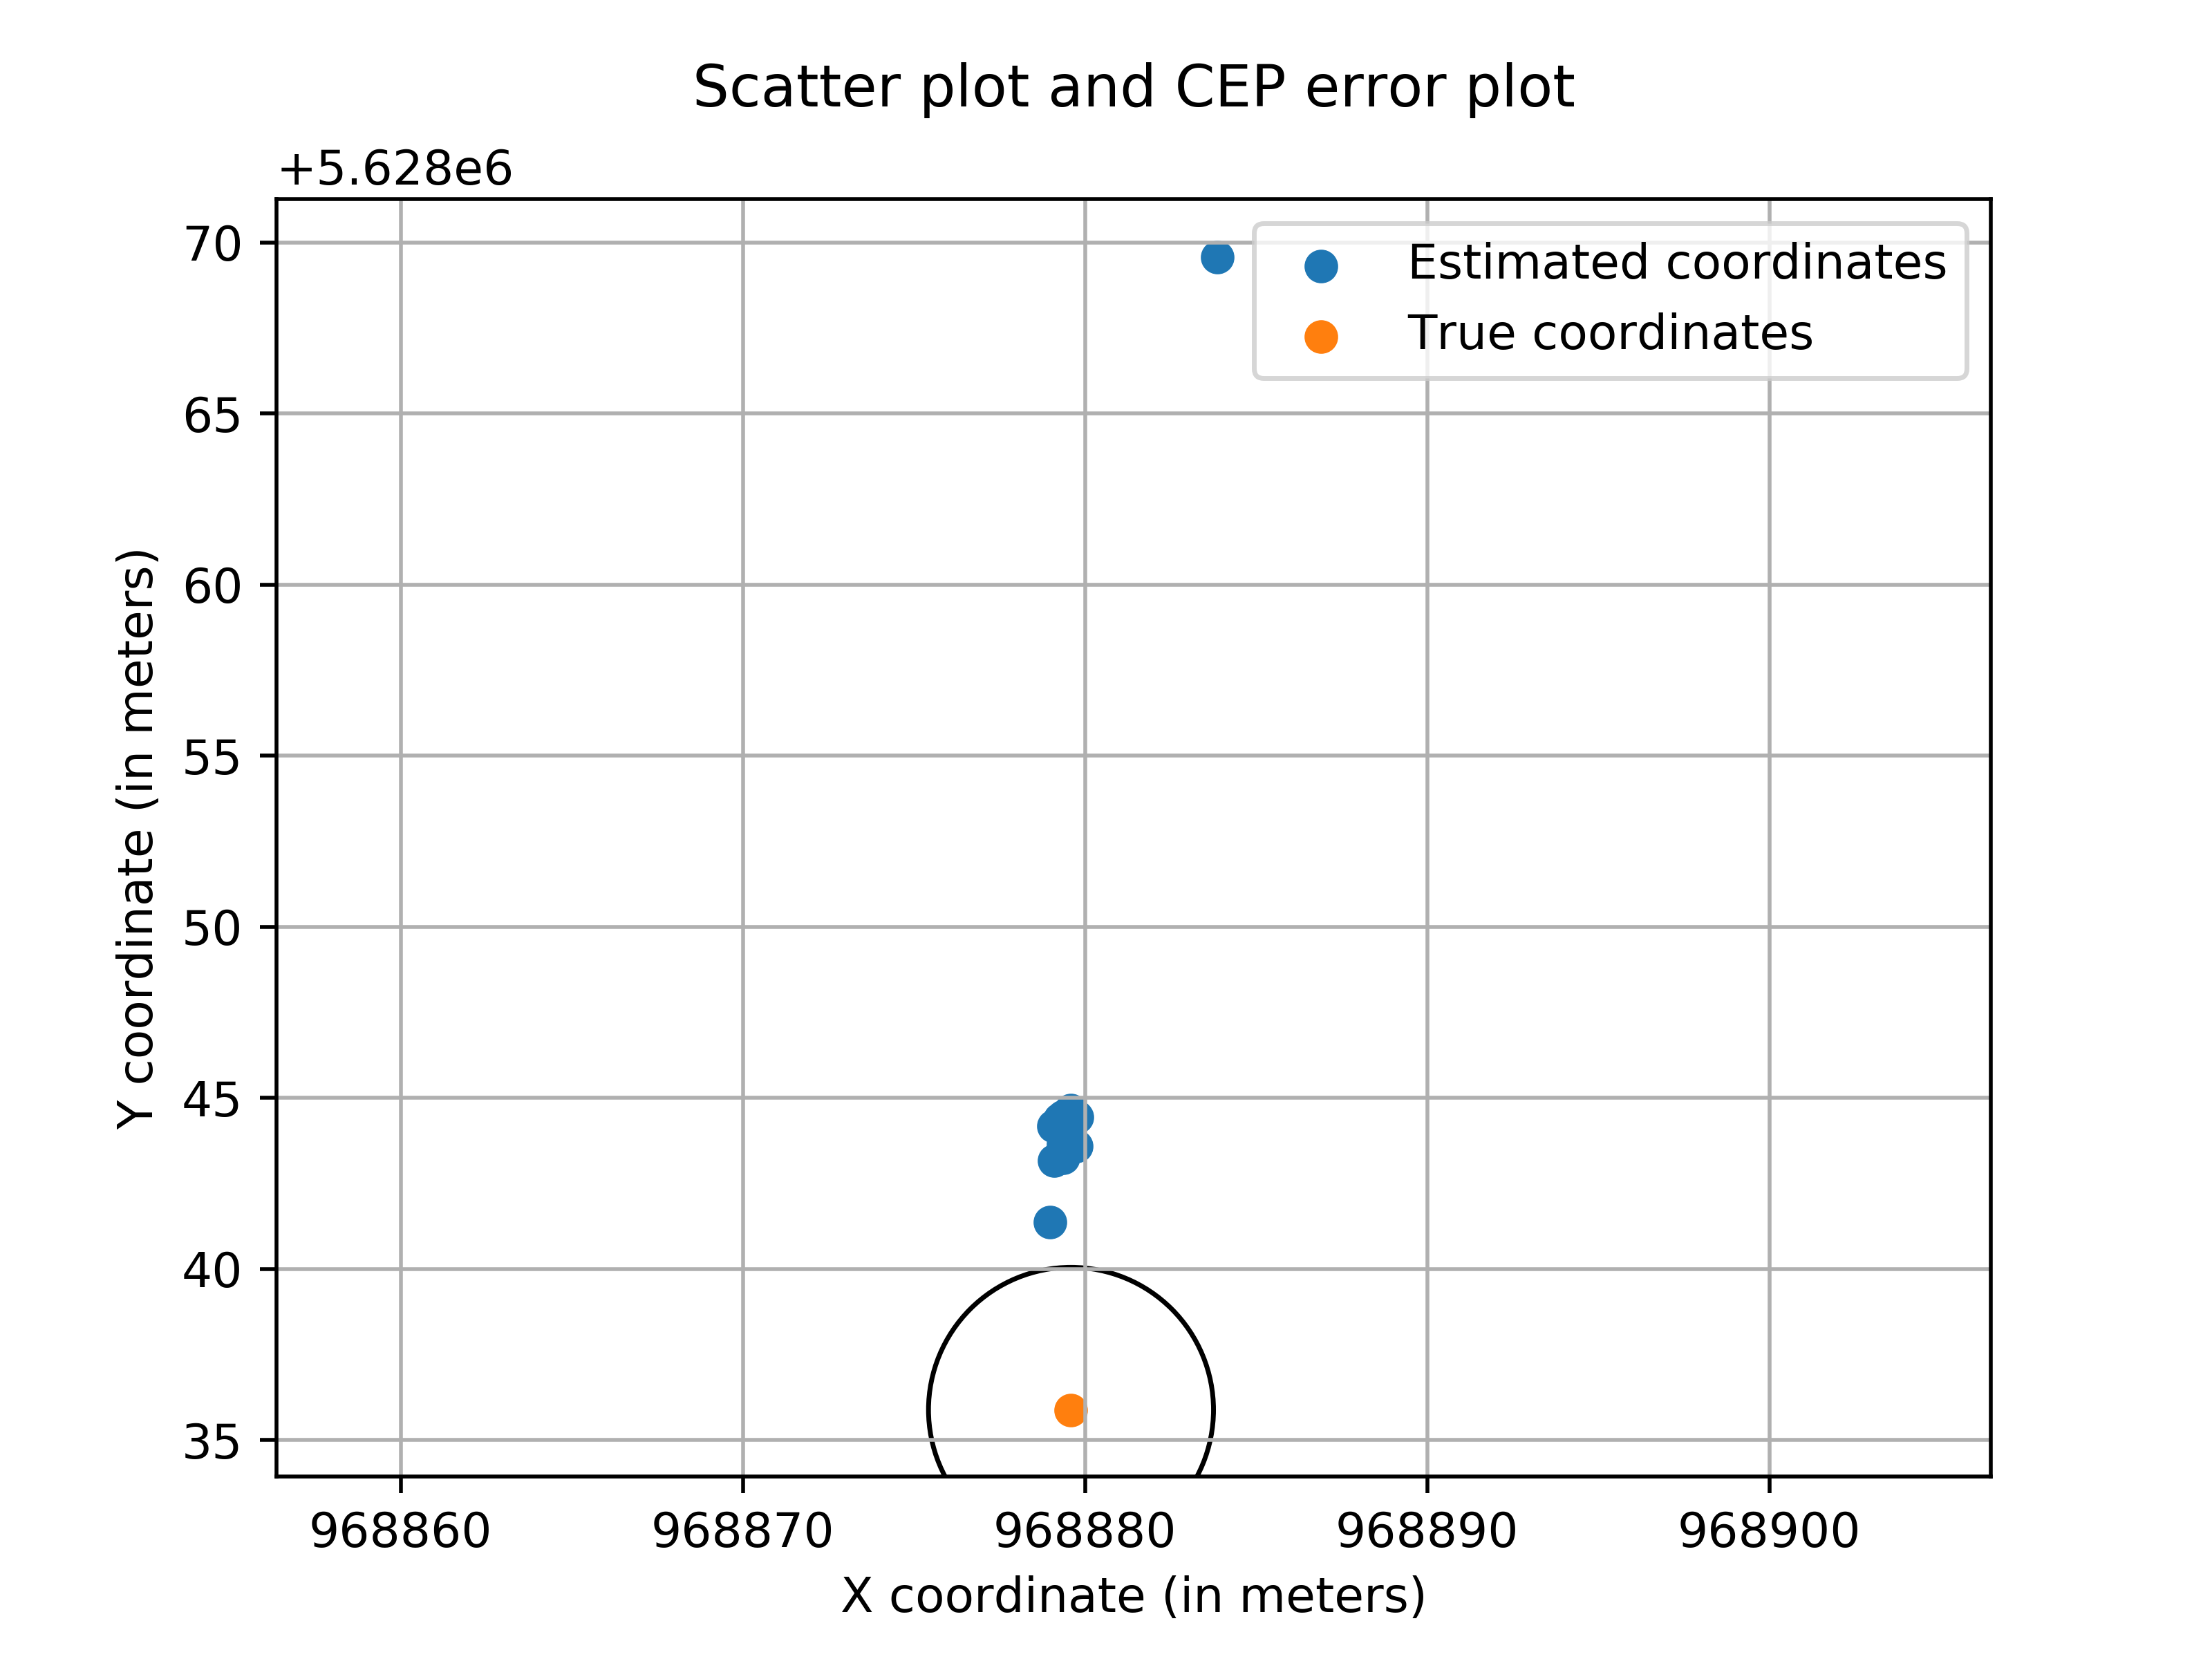 Scatter plot and CEP error plot
+5.628e6
70
65
60
55
50
45
40
35
Y coordinate (in meters)
Estimated coordinates
True coordinates
968860 968870 968880 968890 968900
X coordinate (in meters)